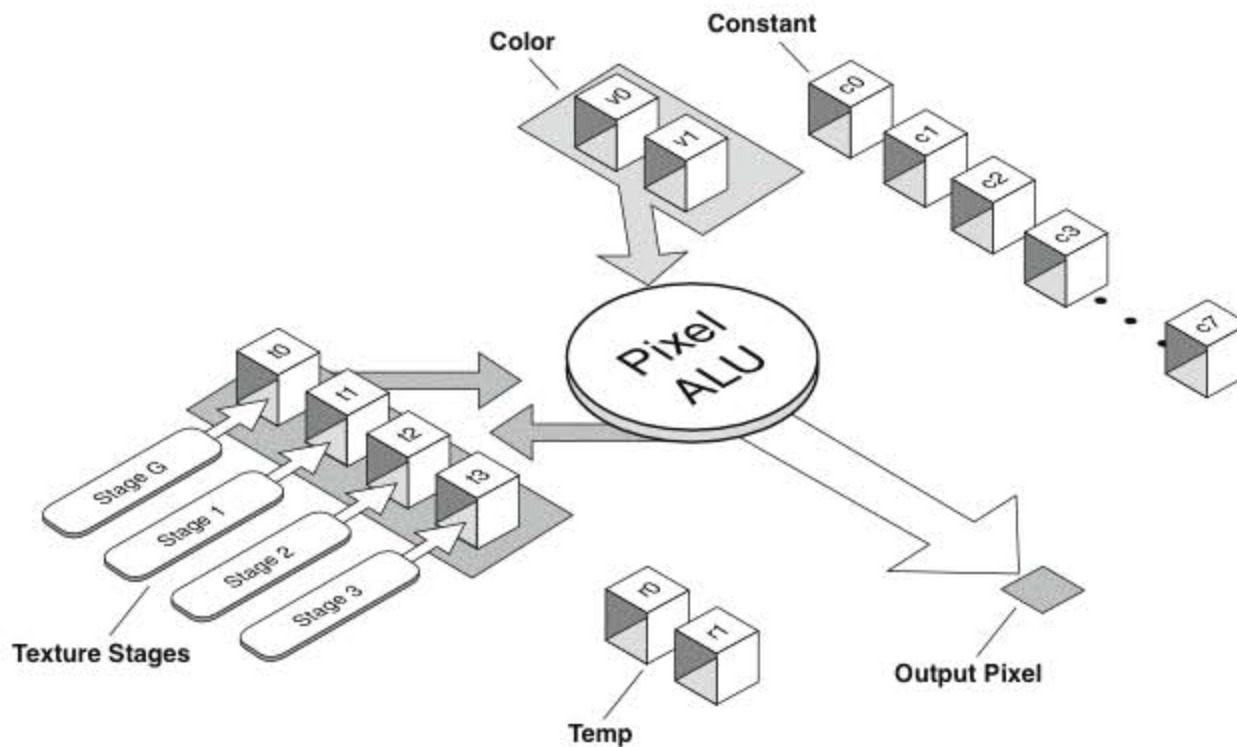 Constant
Color
c0
v0
c1
v1
c2
c3
c7
Pixel
ALU
t0
t1
t2
t3
Stage G
Stage 1
Stage 2
Stage 3
r0
r1
Texture Stages
Output Pixel
Temp